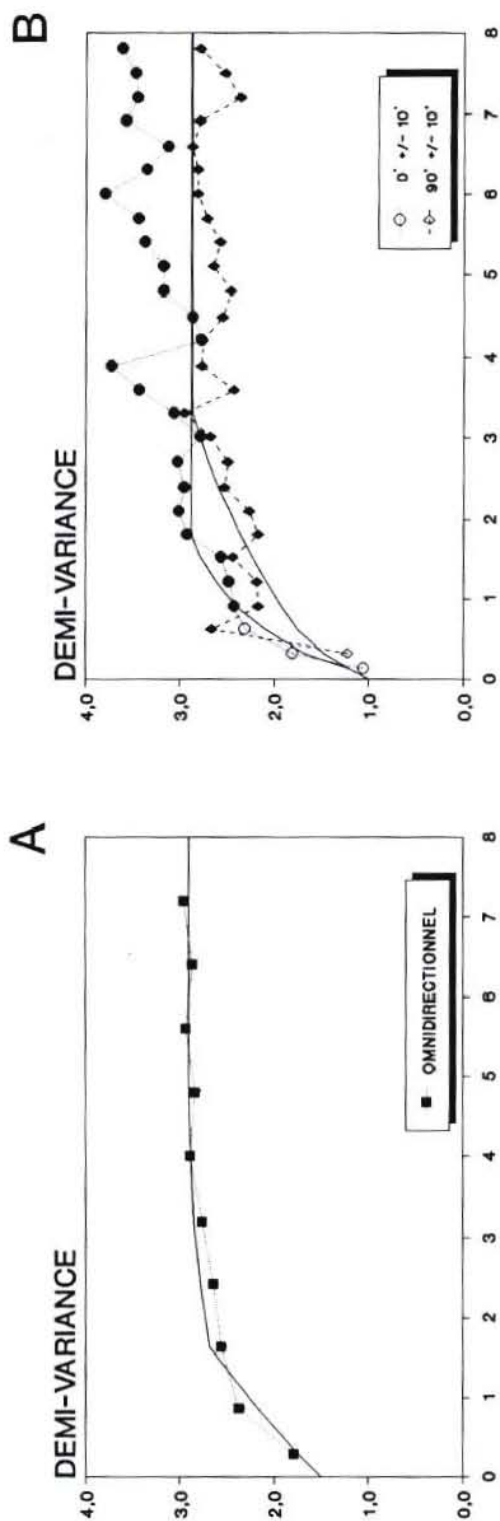 A
DEMI-VARIANCE
4,0
3,0
2,0
1,0
0,0
0 1 2 3 4 5 6 7 8
OMNIDIRECTIONNEL
B
DEMI-VARIANCE
4,0
3,0
2,0
1,0
0,0
0 1 2 3 4 5 6 7 8
0° +/- 10°
90° +/- 10°